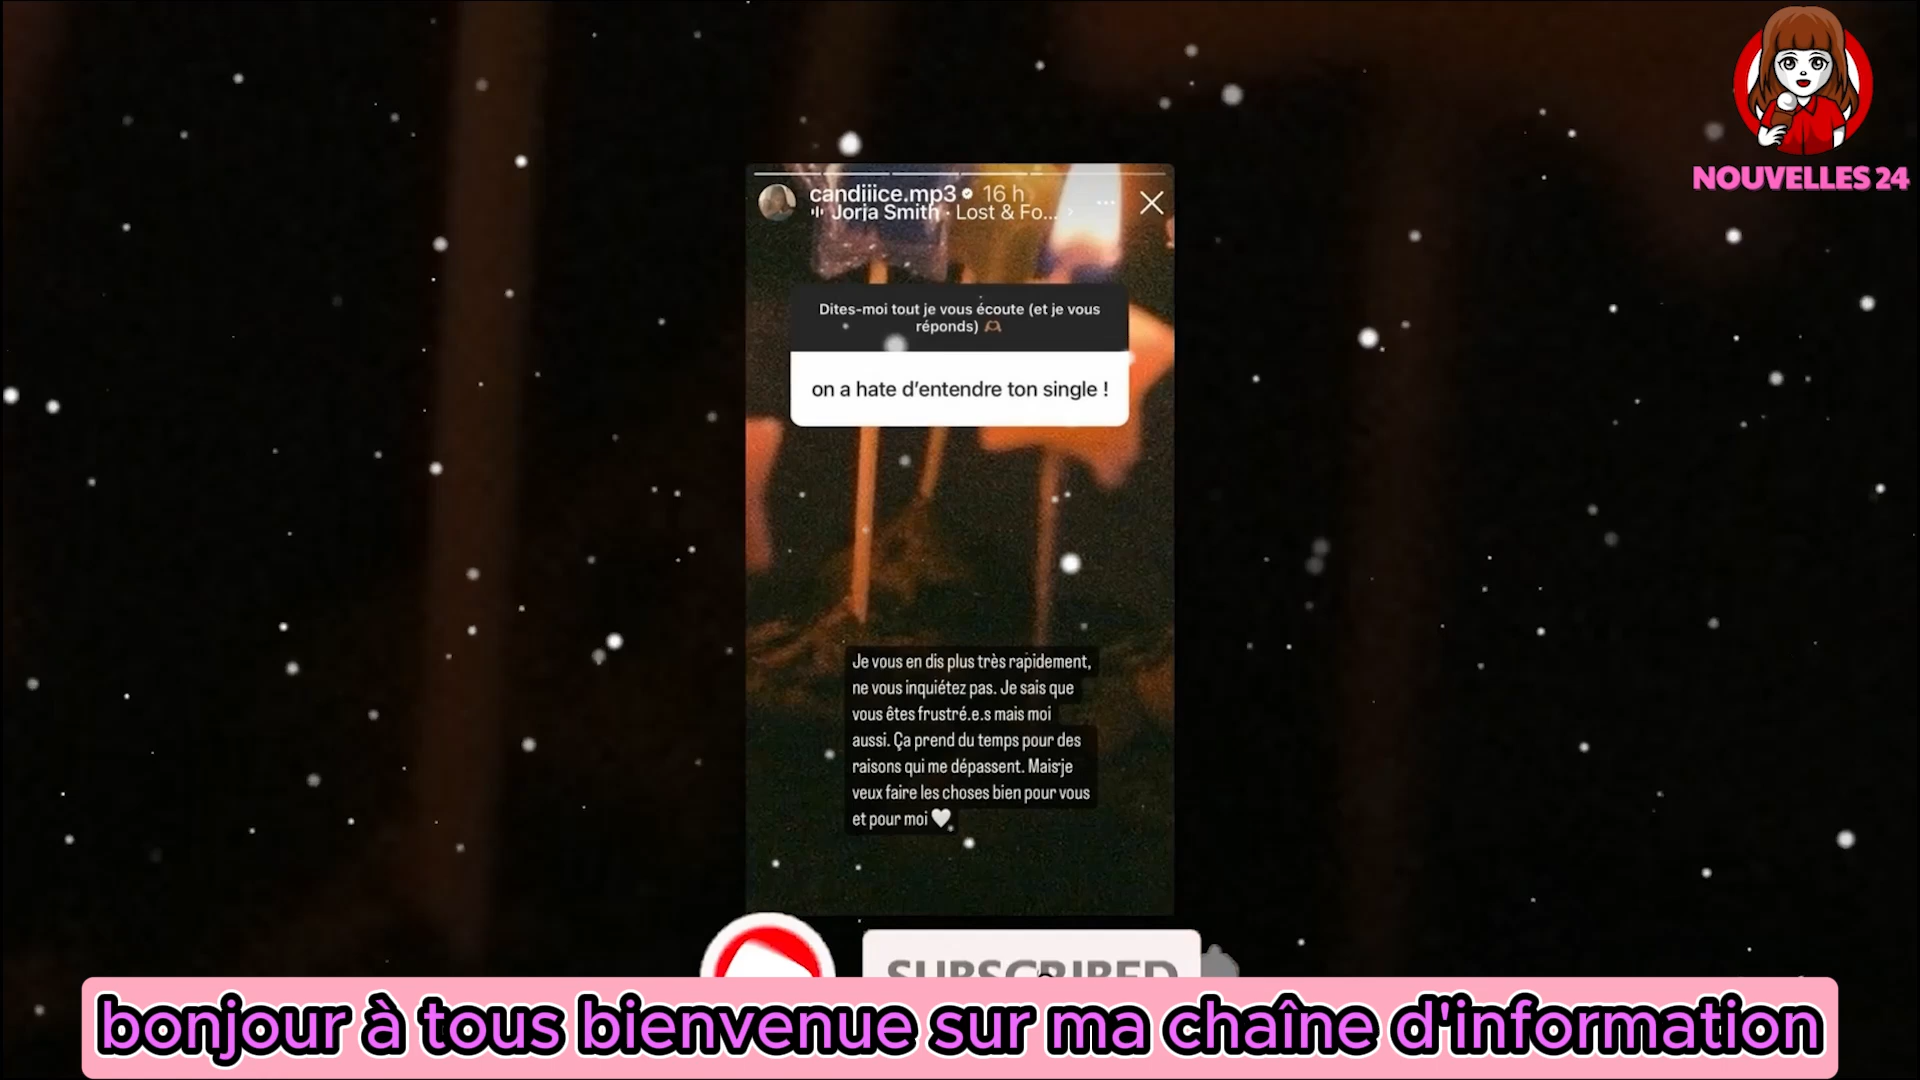 NOUVELLES 24
candiiice.mp3 16 h
Jorja Smith · Lost & Fo...
Dites-moi tout je vous écoute (et je vous
réponds) 🫶🏽
on a hate d'entendre ton single !
Je vous en dis plus très rapidement,
ne vous inquiétez pas. Je sais que
vous êtes frustré.e.s mais moi
aussi. Ça prend du temps pour des
raisons qui me dépassent. Mais je
veux faire les choses bien pour vous
et pour moi 🤍
SUBSCRIBED
bonjour à tous bienvenue sur ma chaîne d'information